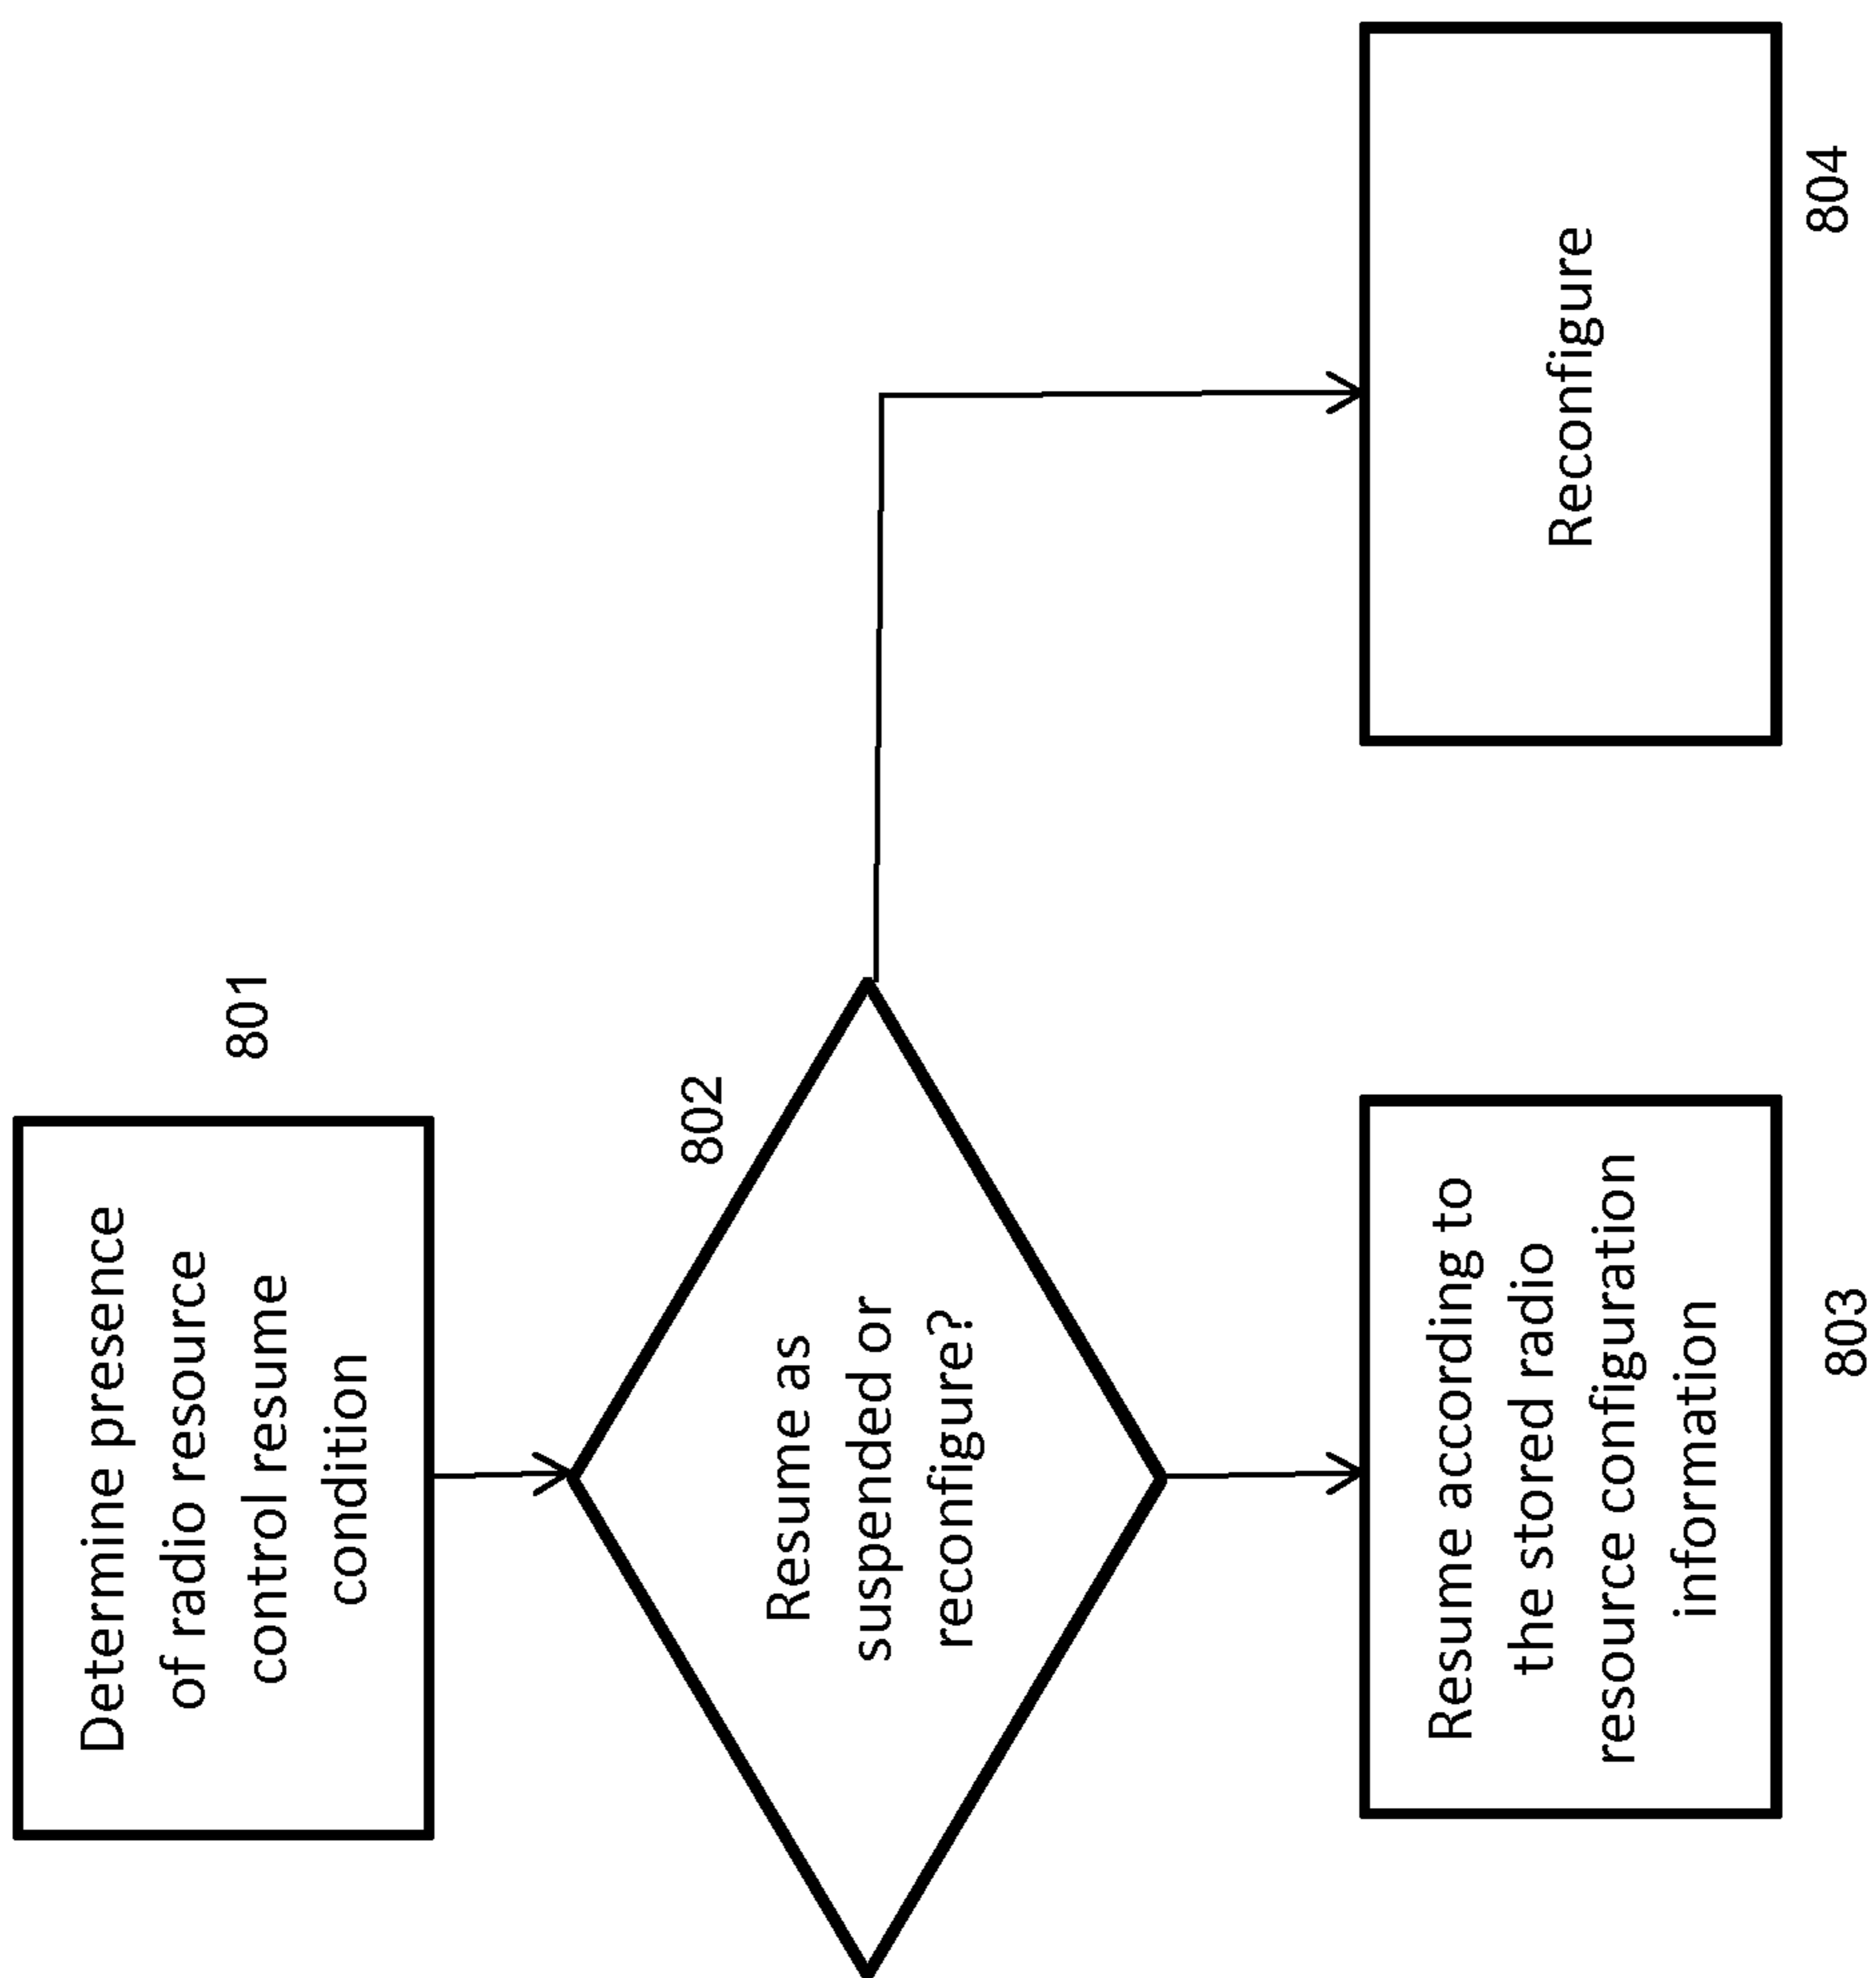 Determine presence
of radio resource
control resume
condition
801
802
Resume as
suspended or
reconfigure?
Resume according to
the stored radio
resource configuration
information
803
Reconfigure
804